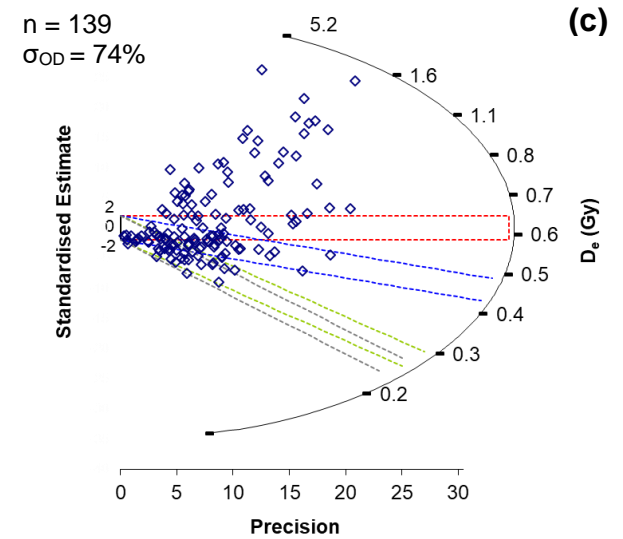 n = 139
σOD = 74%
(c)
5.2
1.6
1.1
0.8
0.7
0.6
0.5
0.4
0.3
0.2
De (Gy)
Standardised Estimate
2
0
-2
0 5 10 15 20 25 30
Precision